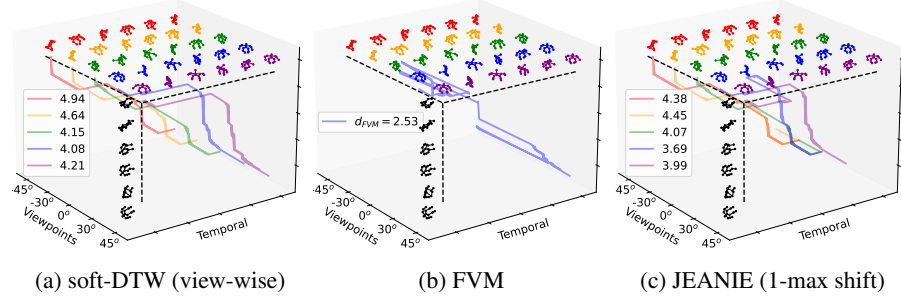 4.94
4.64
4.15
4.08
4.21
-45°
-30°
0°
30°
45°
Viewpoints
Temporal
d_FVM = 2.53
-45°
-30°
0°
30°
45°
Viewpoints
Temporal
4.38
4.45
4.07
3.69
3.99
-45°
-30°
0°
30°
45°
Viewpoints
Temporal
(a) soft-DTW (view-wise)
(b) FVM
(c) JEANIE (1-max shift)